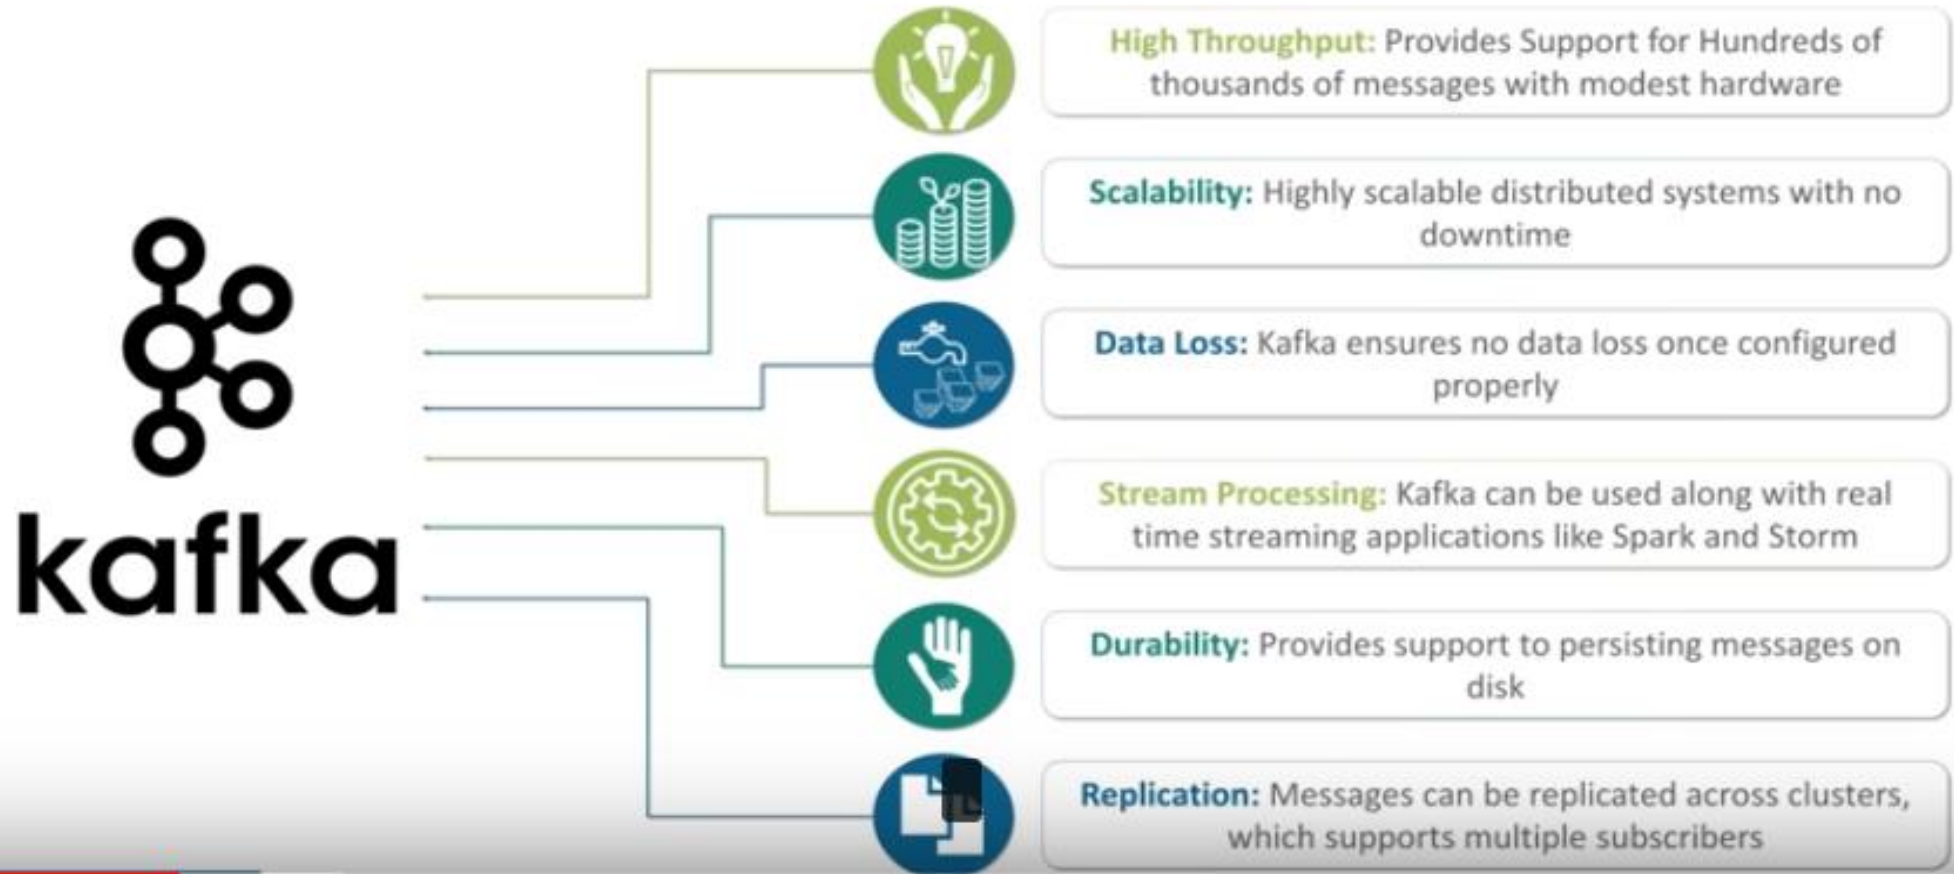 kafka
High Throughput: Provides Support for Hundreds of
thousands of messages with modest hardware
Scalability: Highly scalable distributed systems with no
downtime
Data Loss: Kafka ensures no data loss once configured
properly
Stream Processing: Kafka can be used along with real
time streaming applications like Spark and Storm
Durability: Provides support to persisting messages on
disk
Replication: Messages can be replicated across clusters,
which supports multiple subscribers